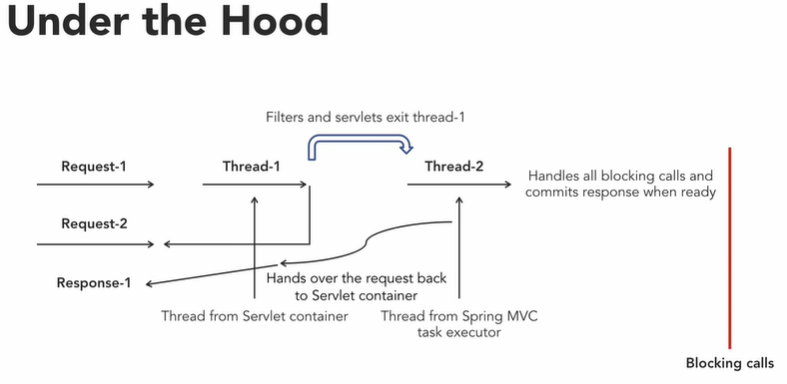 Under the Hood
Filters and servlets exit thread-1
Request-1
Thread-1
Thread-2
Handles all blocking calls and
commits response when ready
Request-2
Response-1
Hands over the request back
to Servlet container
Thread from Servlet container
Thread from Spring MVC
task executor
Blocking calls